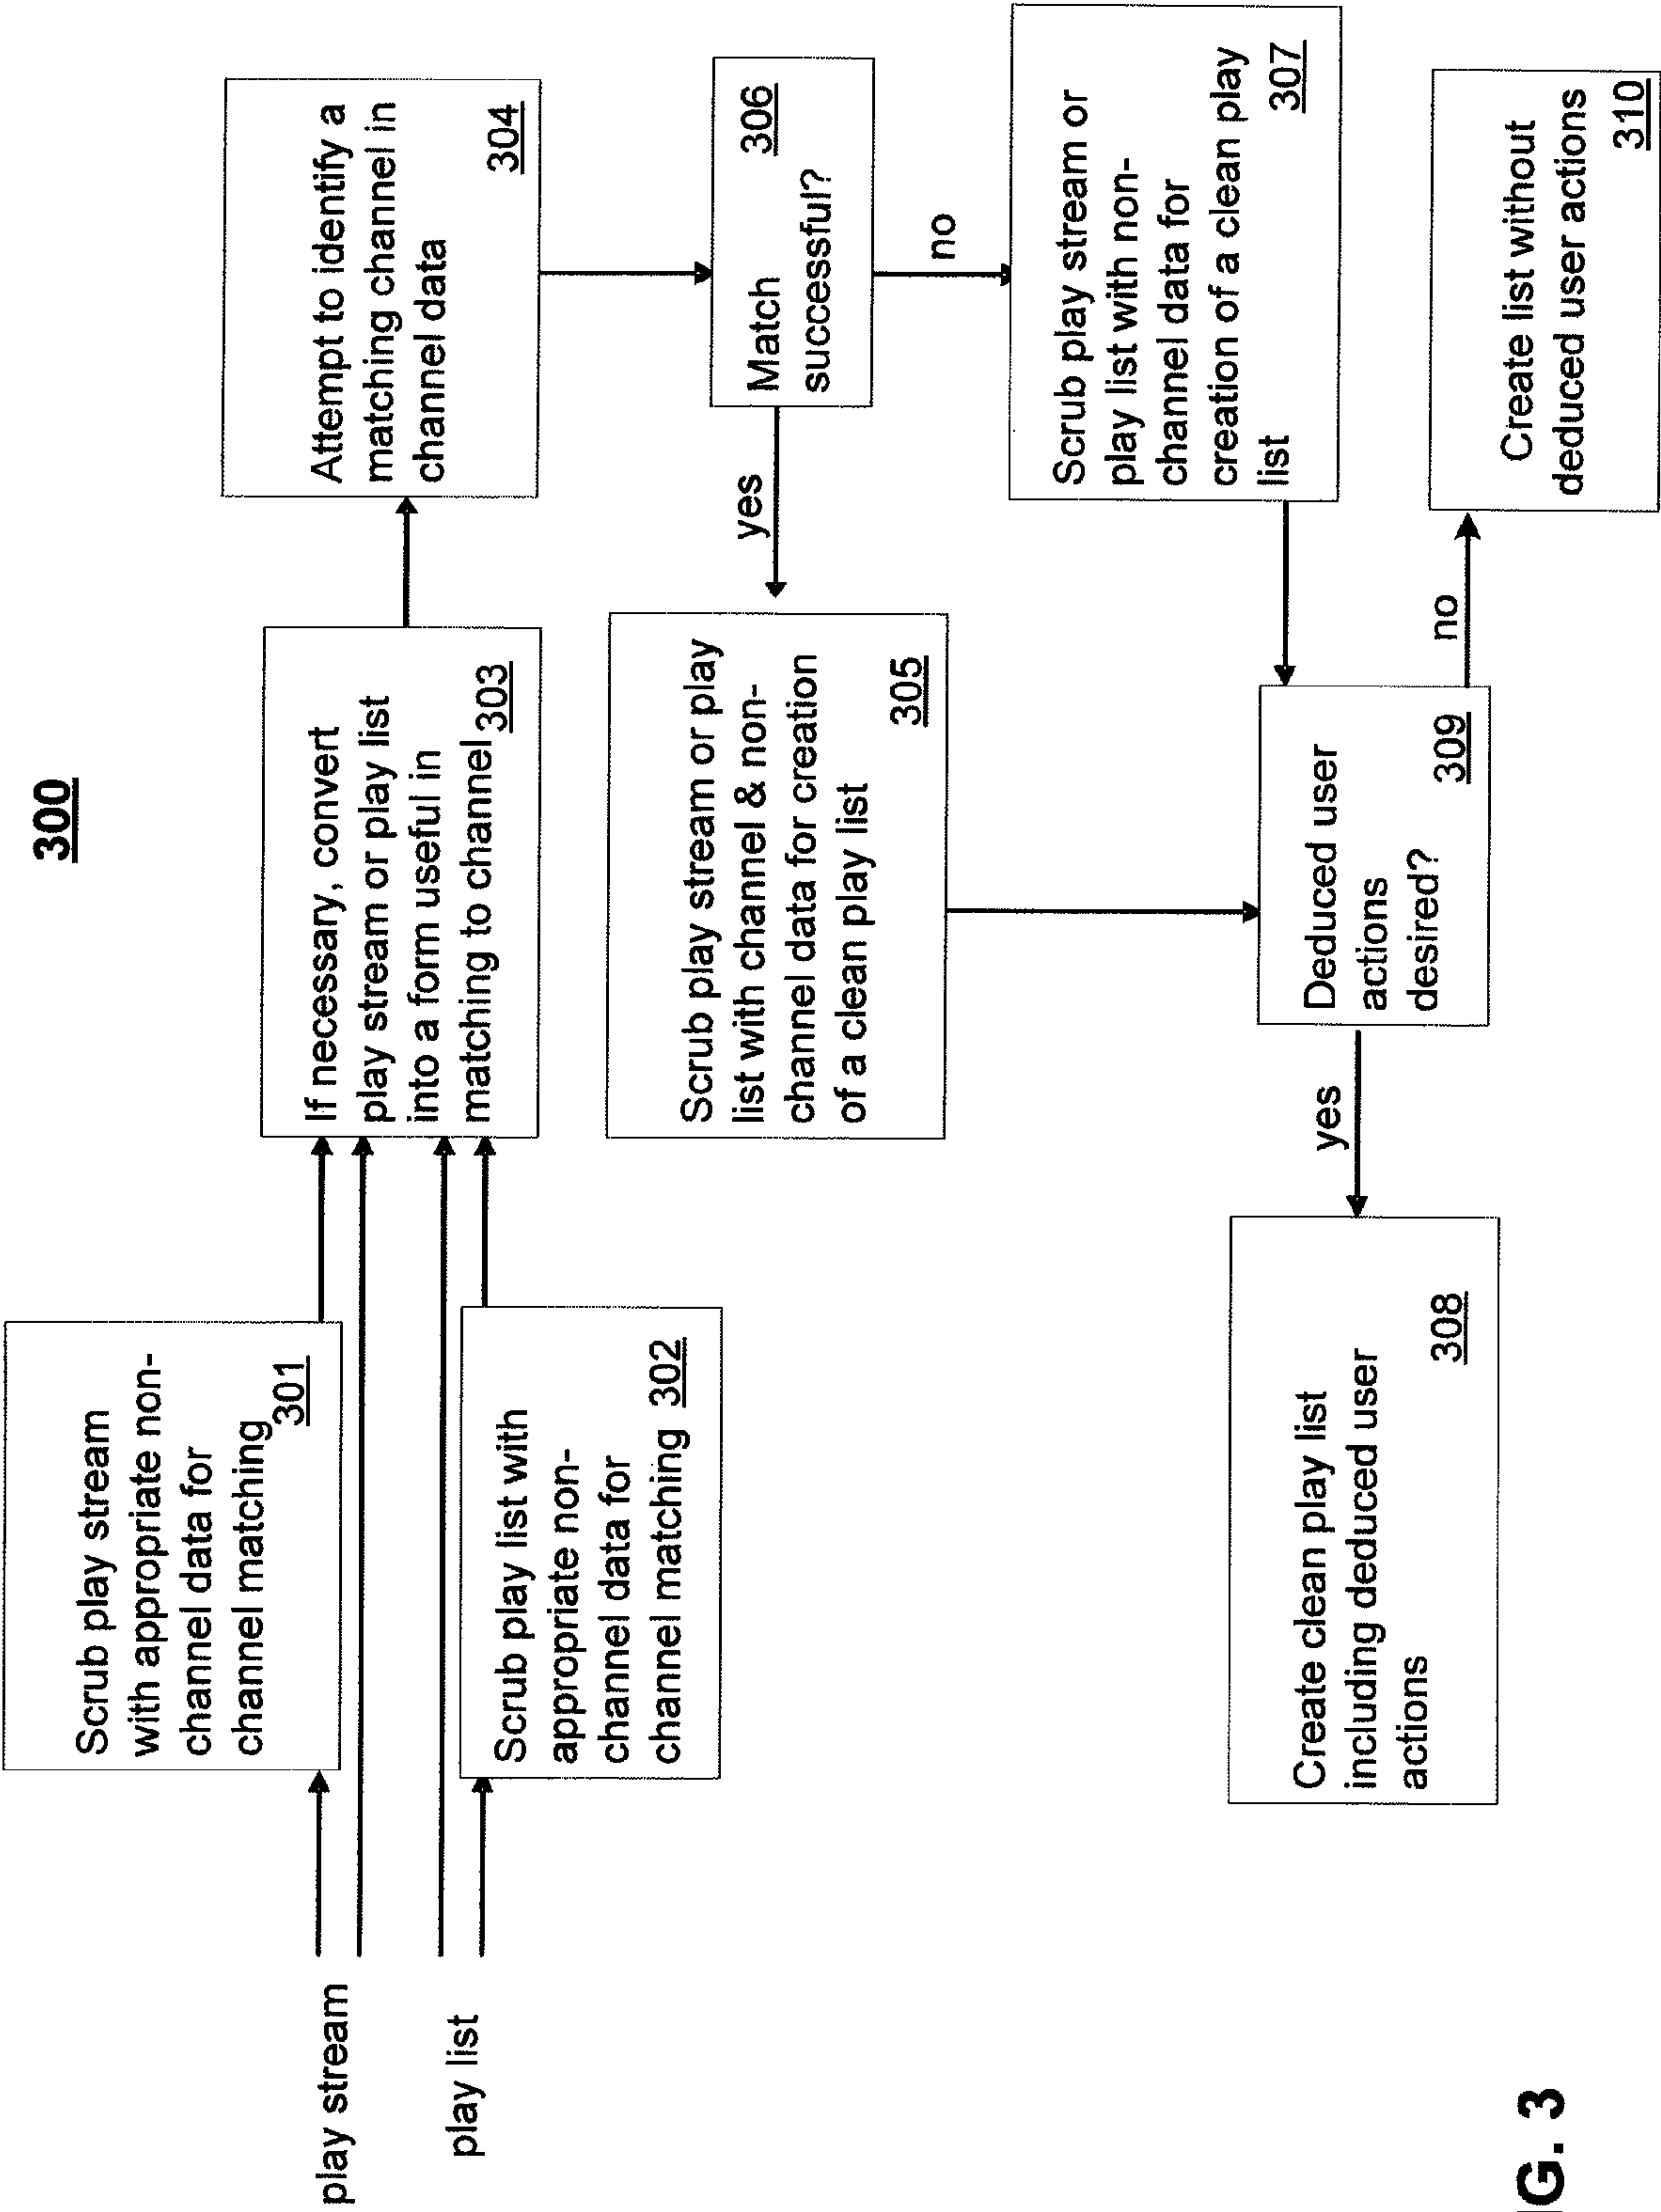 300
Scrub play stream
with appropriate non-
channel data for
channel matching
301
If necessary, convert
play stream or play list
into a form useful in
matching to channel
303
Attempt to identify a
matching channel in
channel data
304
play stream
play list
Scrub play list with
appropriate non-
channel data for
channel matching 302
Scrub play stream or play
list with channel & non-
channel data for creation
of a clean play list
305
yes
Match
successful?
306
no
Scrub play stream or
play list with non-
channel data for
creation of a clean play
list
307
Create clean play list
including deduced user
actions
308
yes
Deduced user
actions
desired?
309
no
Create list without
deduced user actions
310
G. 3